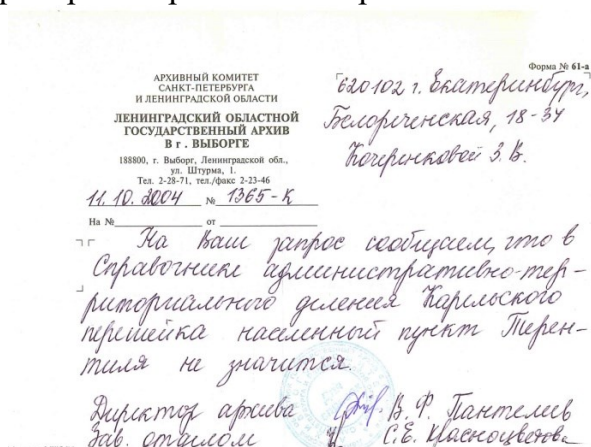 Форма № 61-а
АРХИВНЫЙ КОМИТЕТ
САНКТ-ПЕТЕРБУРГА
И ЛЕНИНГРАДСКОЙ ОБЛАСТИ
ЛЕНИНГРАДСКИЙ ОБЛАСТНОЙ
ГОСУДАРСТВЕННЫЙ АРХИВ
В г. ВЫБОРГЕ
188800, г. Выборг, Ленинградской обл.,
ул. Штурма, 1.
Тел. 2-28-71, тел./факс 2-23-46
11.10.2004 № 1365-К
На № от
620102 г. Екатеринбург,
Белореченская, 18-34
Кочеренковой З.В.
На Ваш запрос сообщаем, что в
Справочнике административно-тер-
риториального деления Карельского
перешейка населенный пункт Терен-
тиля не значится.
Директор архива В.Ф. Пантелеев
Зав. отделом С.Е.